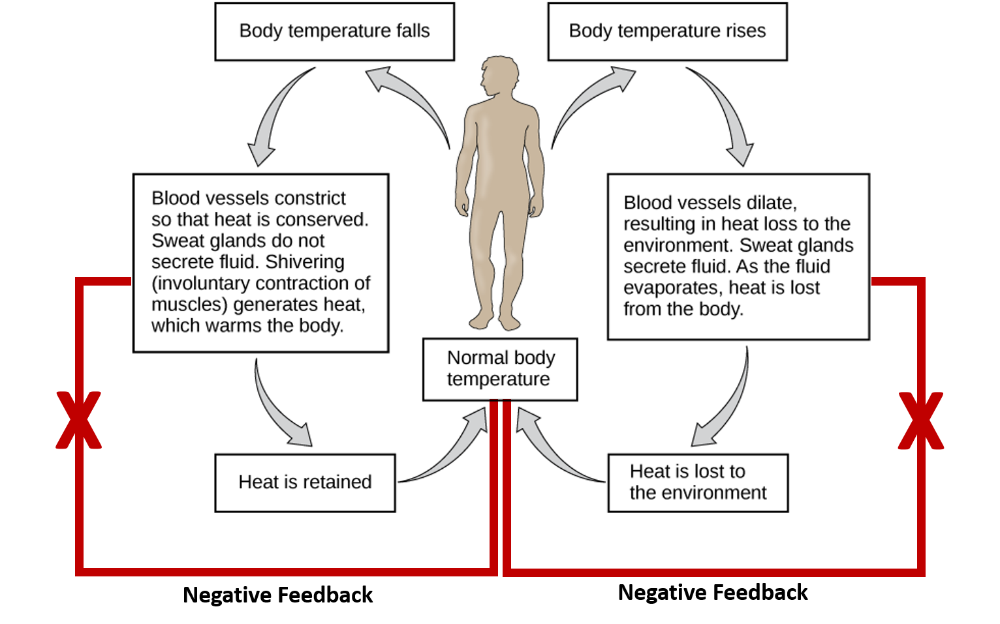 Body temperature falls
Body temperature rises
Blood vessels constrict
so that heat is conserved.
Sweat glands do not
secrete fluid. Shivering
(involuntary contraction of
muscles) generates heat,
which warms the body.
Blood vessels dilate,
resulting in heat loss to the
environment. Sweat glands
secrete fluid. As the fluid
evaporates, heat is lost
from the body.
Normal body
temperature
X
X
Heat is retained
Heat is lost to
the environment
Negative Feedback
Negative Feedback